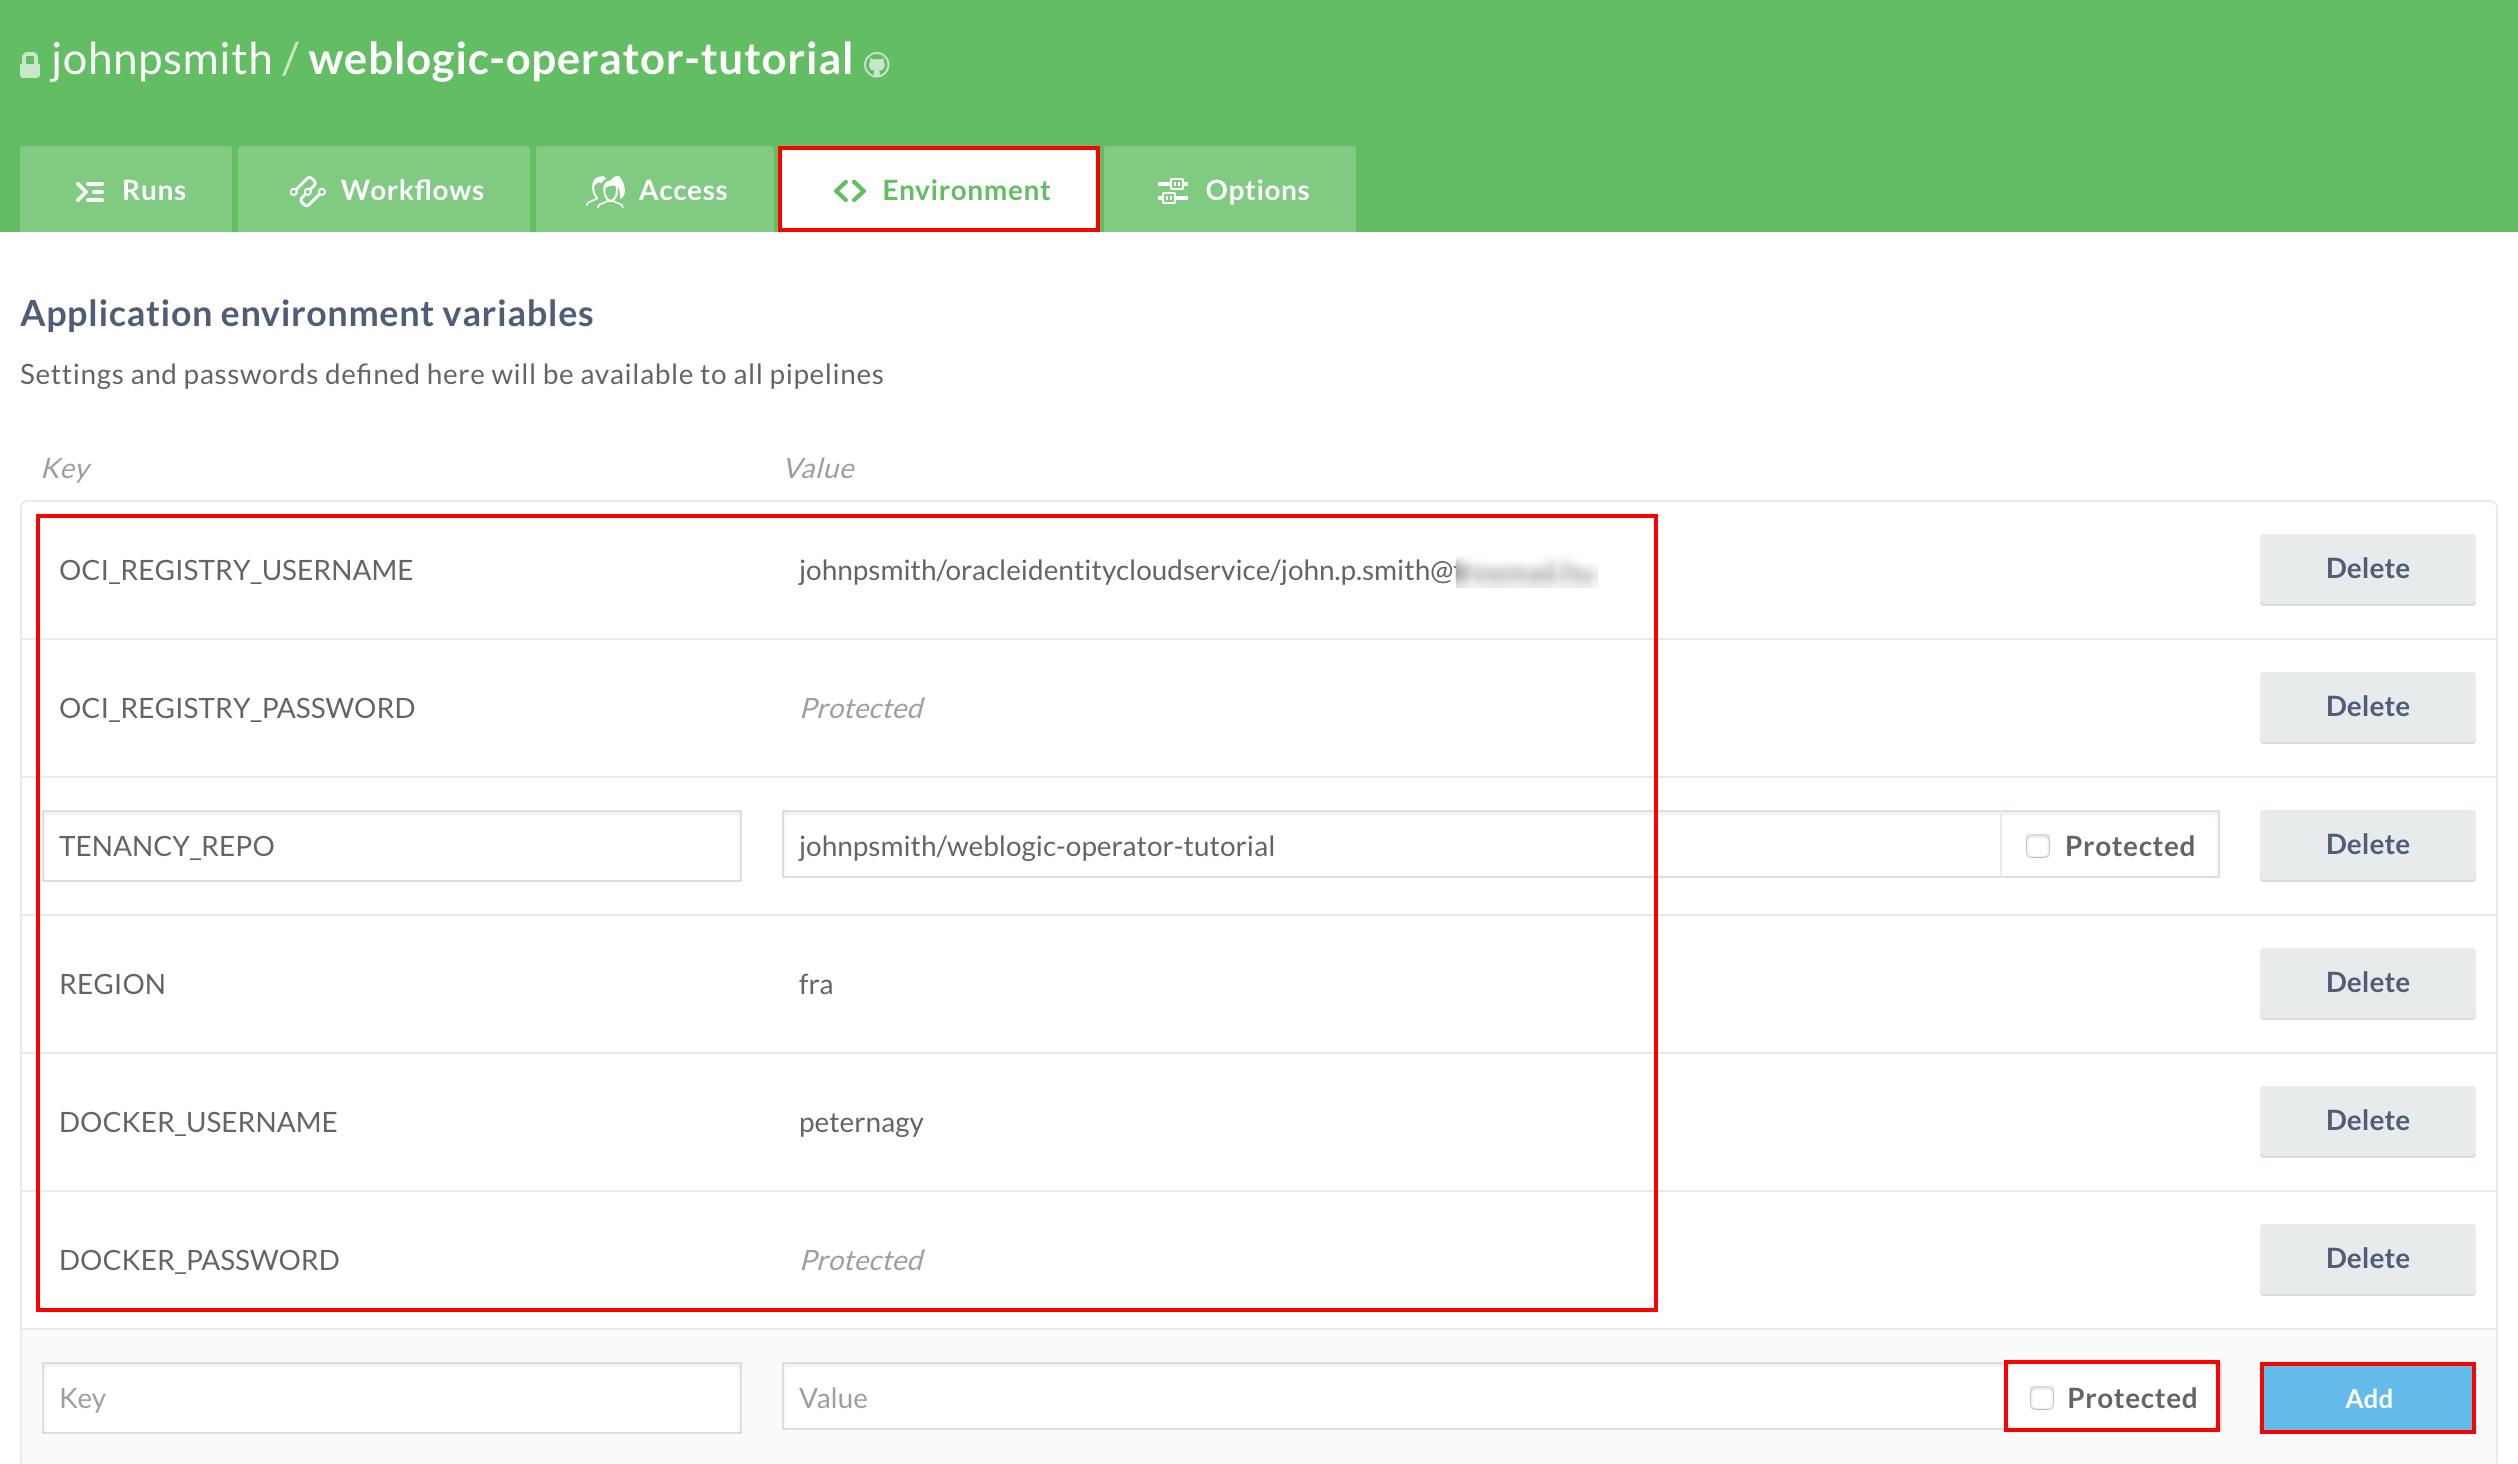 johnpsmith / weblogic-operator-tutorial
Runs Workflows Access Environment Options
Application environment variables
Settings and passwords defined here will be available to all pipelines
Key Value
OCI_REGISTRY_USERNAME johnpsmith/oracleidentitycloudservice/john.p.smith@ Delete
OCI_REGISTRY_PASSWORD Protected Delete
TENANCY_REPO johnpsmith/weblogic-operator-tutorial Protected Delete
REGION fra Delete
DOCKER_USERNAME peternagy Delete
DOCKER_PASSWORD Protected Delete
Key Value Protected Add